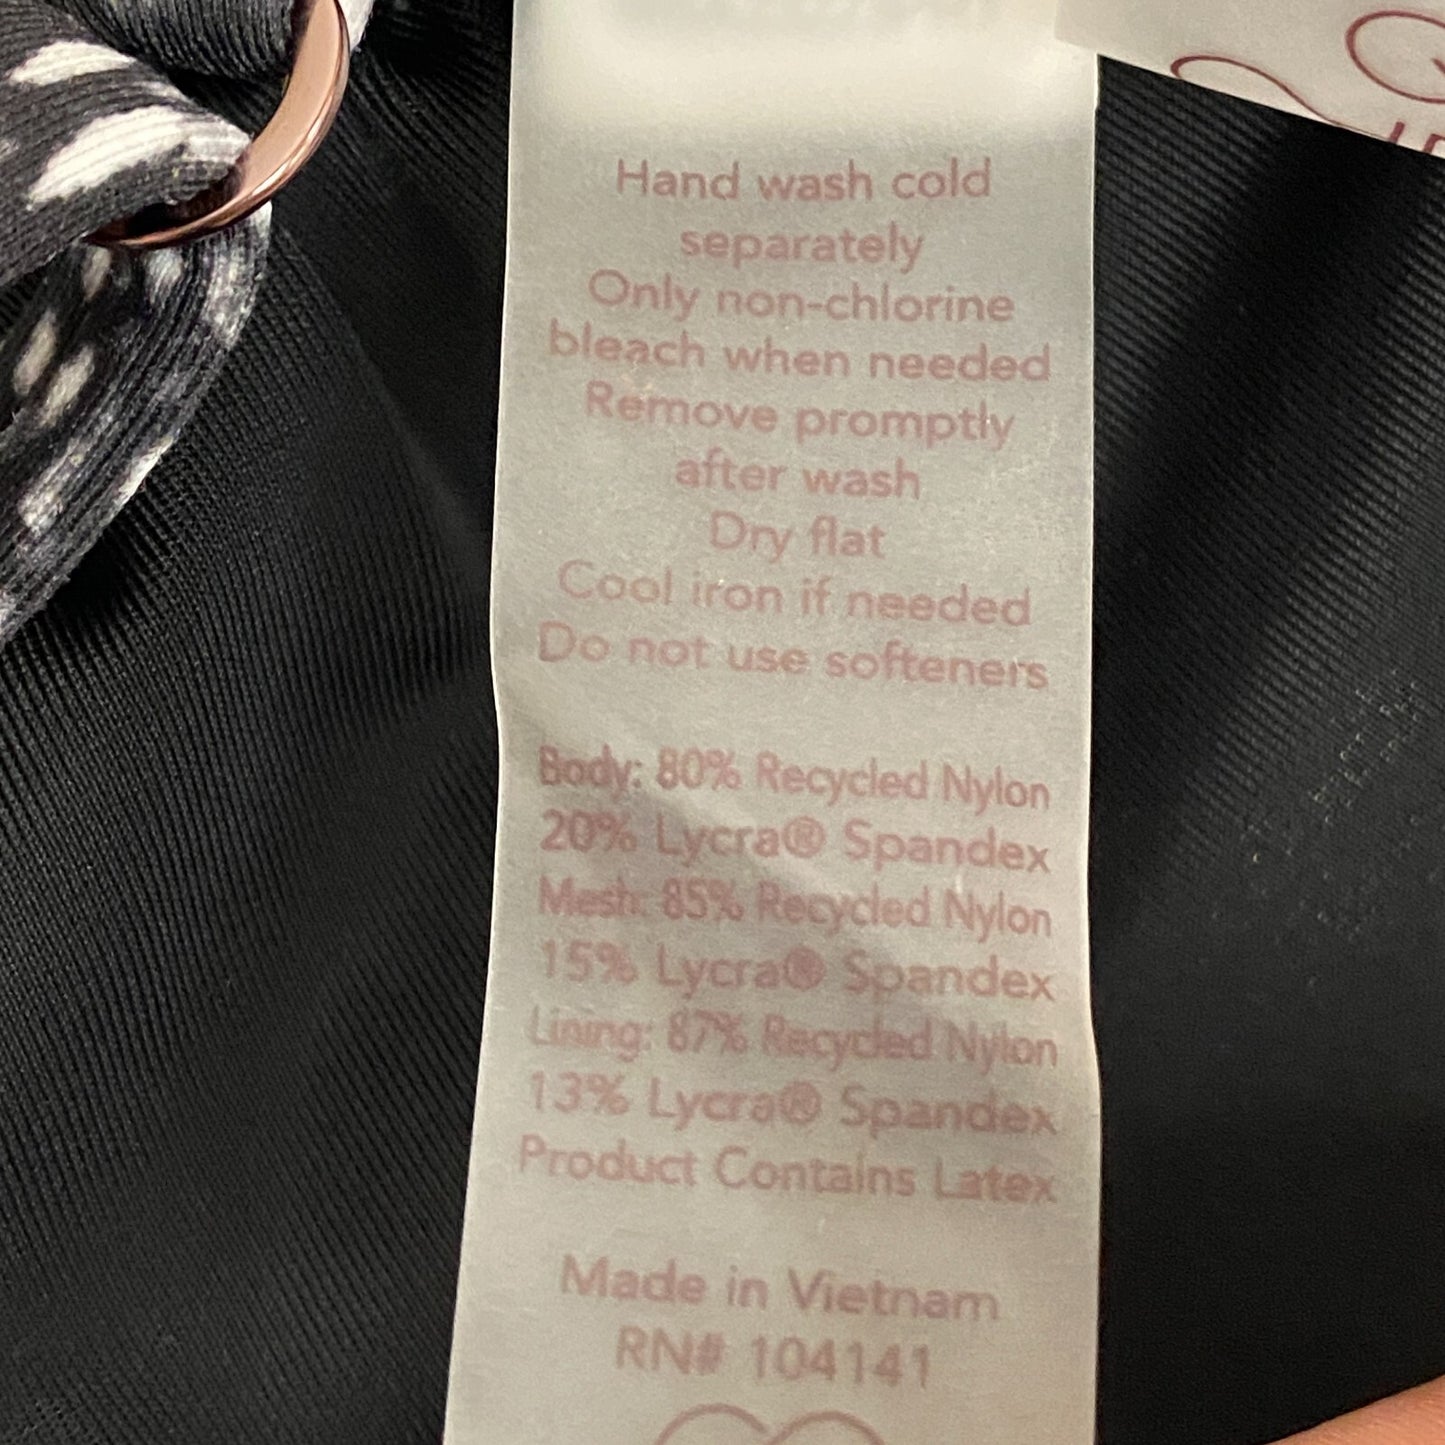 Hand wash cold
separately
Only non-chlorine
bleach when needed
Remove promptly
after wash
Dry flat
Cool iron if needed
Do not use softeners
Body: 80% Recycled Nylon
20% Lycra® Spandex
Mesh: 85% Recycled Nylon
15% Lycra® Spandex
Lining: 87% Recycled Nylon
13% Lycra® Spandex
Product Contains Latex
Made in Vietnam
RN# 104141